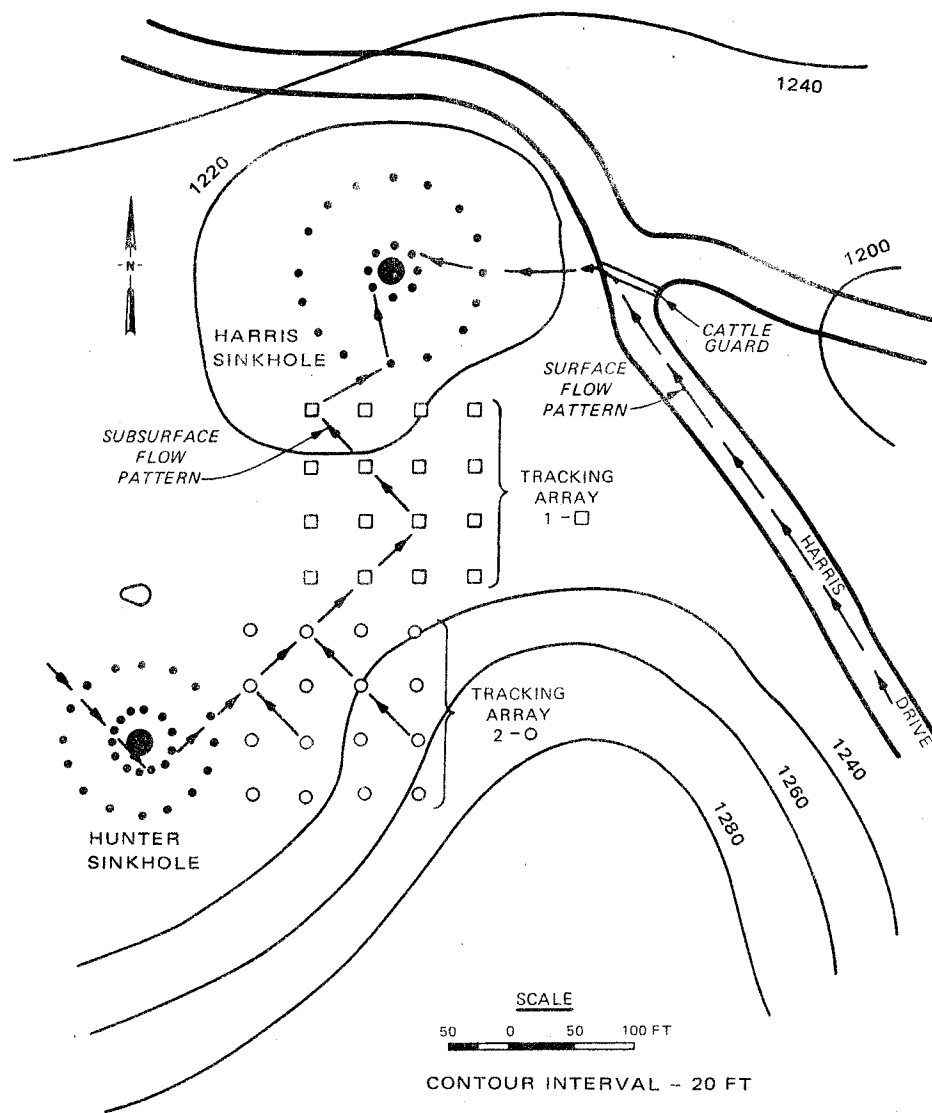 1240
1220
N
1200
HARRIS
SINKHOLE
CATTLE
GUARD
SURFACE
FLOW
PATTERN
SUBSURFACE
FLOW
PATTERN
TRACKING
ARRAY
1 - □
HARRIS
DRIVE
TRACKING
ARRAY
2 - ○
HUNTER
SINKHOLE
1240
1260
1280
SCALE
50 0 50 100 FT
CONTOUR INTERVAL - 20 FT